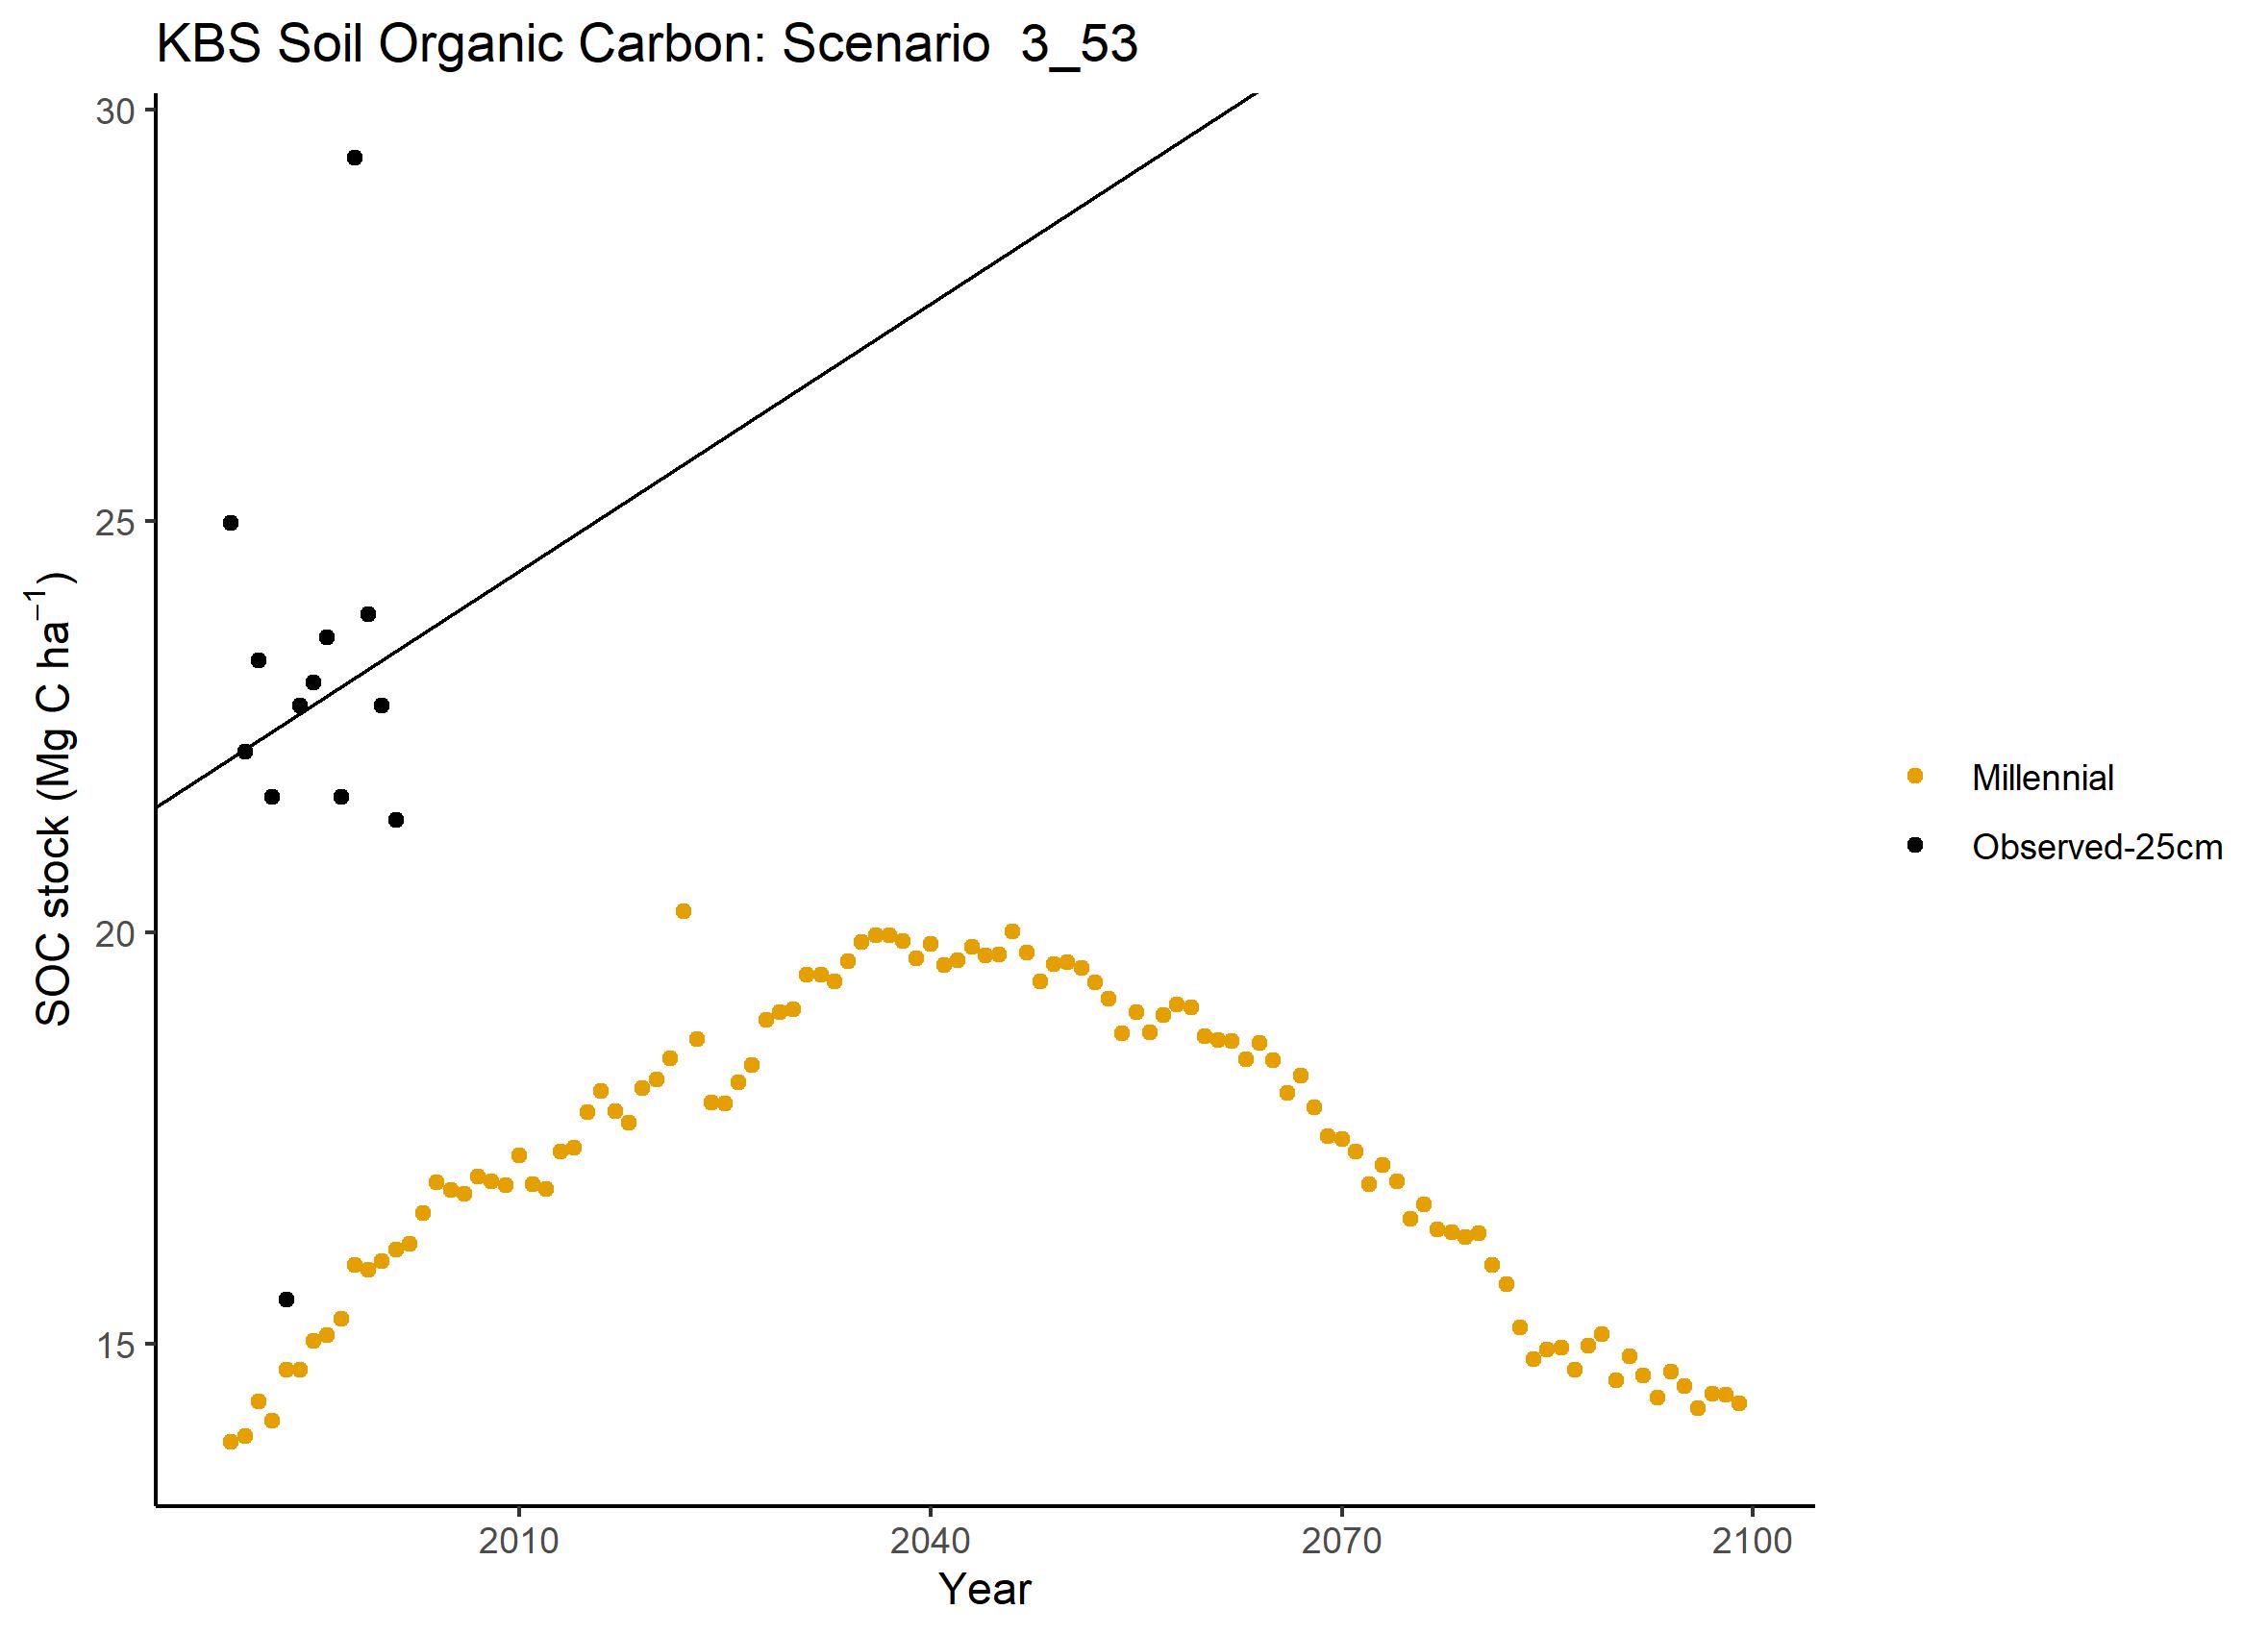 KBS Soil Organic Carbon: Scenario  3_53
30
25
20
15
SOC stock (Mg C ha⁻¹)
2010 2040 2070 2100
Year
Millennial
Observed-25cm